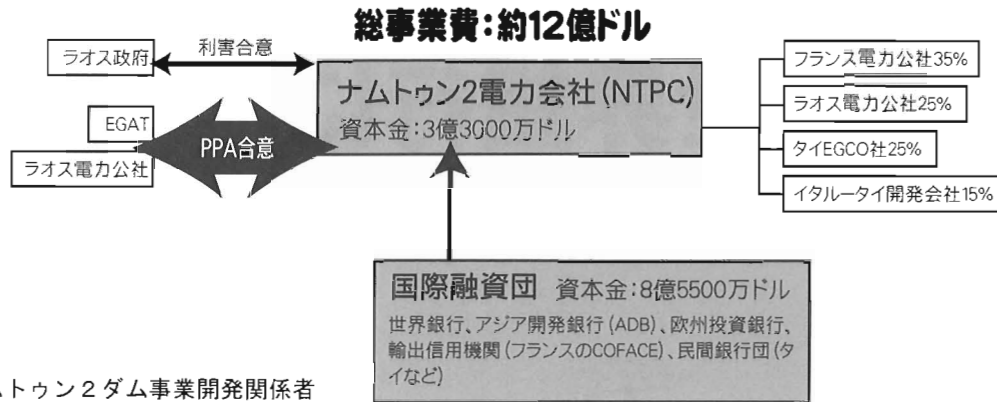 総事業費:約12億ドル
ラオス政府
利害合意
EGAT
ラオス電力公社
PPA合意
ナムトゥン2電力会社(NTPC)
資本金:3億3000万ドル
フランス電力公社35%
ラオス電力公社25%
タイEGCO社25%
イタルータイ開発会社15%
国際融資団 資本金:8億5500万ドル
世界銀行、アジア開発銀行(ADB)、欧州投資銀行、
輸出信用機関(フランスのCOFACE)、民間銀行団(タ
イなど)
ムトゥン2ダム事業開発関係者